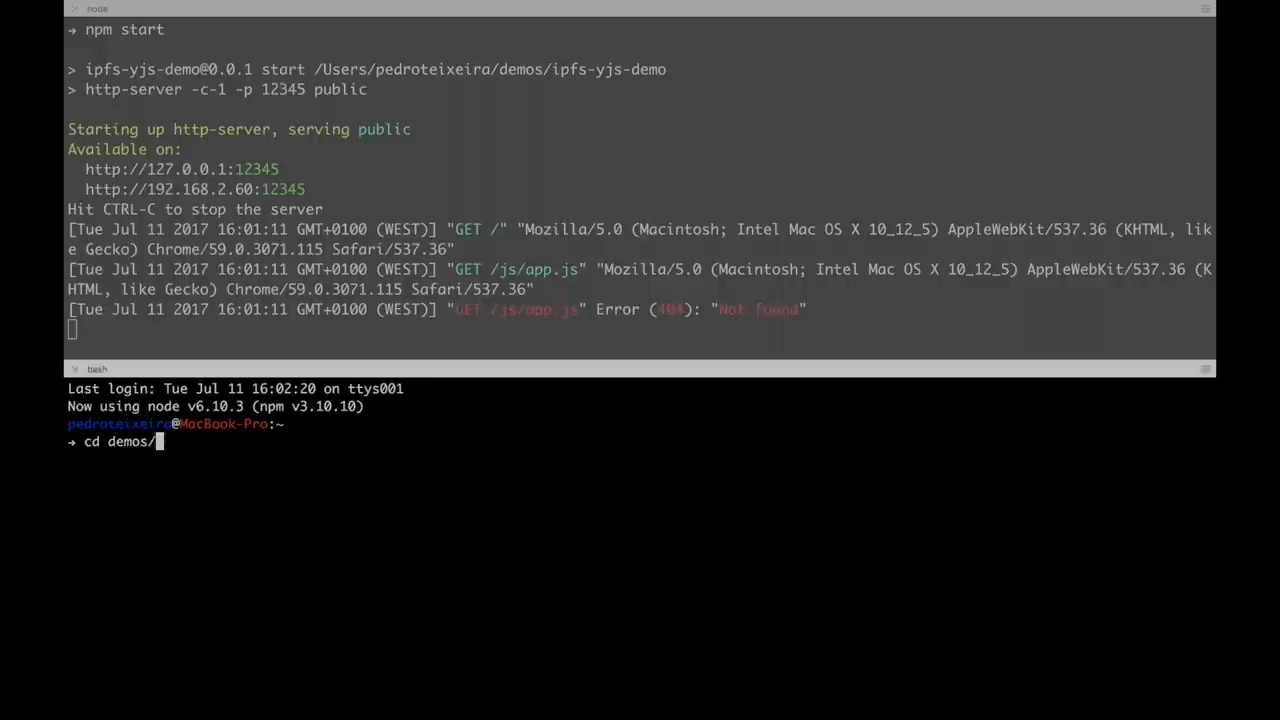 node
→ npm start
> ipfs-yjs-demo@0.0.1 start /Users/pedroteixeira/demos/ipfs-yjs-demo
> http-server -c-1 -p 12345 public
Starting up http-server, serving public
Available on:
http://127.0.0.1:12345
http://192.168.2.60:12345
Hit CTRL-C to stop the server
[Tue Jul 11 2017 16:01:11 GMT+0100 (WEST)] "GET /" "Mozilla/5.0 (Macintosh; Intel Mac OS X 10_12_5) AppleWebKit/537.36 (KHTML, lik
e Gecko) Chrome/59.0.3071.115 Safari/537.36"
[Tue Jul 11 2017 16:01:11 GMT+0100 (WEST)] "GET /js/app.js" "Mozilla/5.0 (Macintosh; Intel Mac OS X 10_12_5) AppleWebKit/537.36 (K
HTML, like Gecko) Chrome/59.0.3071.115 Safari/537.36"
[Tue Jul 11 2017 16:01:11 GMT+0100 (WEST)] "GET /js/app.js" Error (404): "Not found"
bash
Last login: Tue Jul 11 16:02:20 on ttys001
Now using node v6.10.3 (npm v3.10.10)
pedroteixeira@MacBook-Pro:~
→ cd demos/